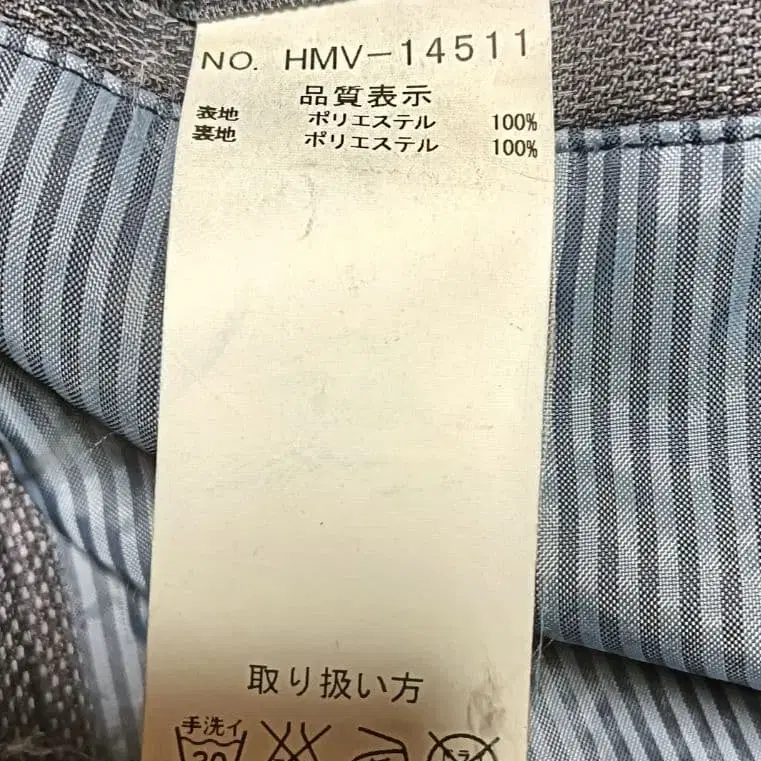 NO. HMV-14511
品質表示
表地 ポリエステル 100%
裏地 ポリエステル 100%
取り扱い方
手洗イ
30